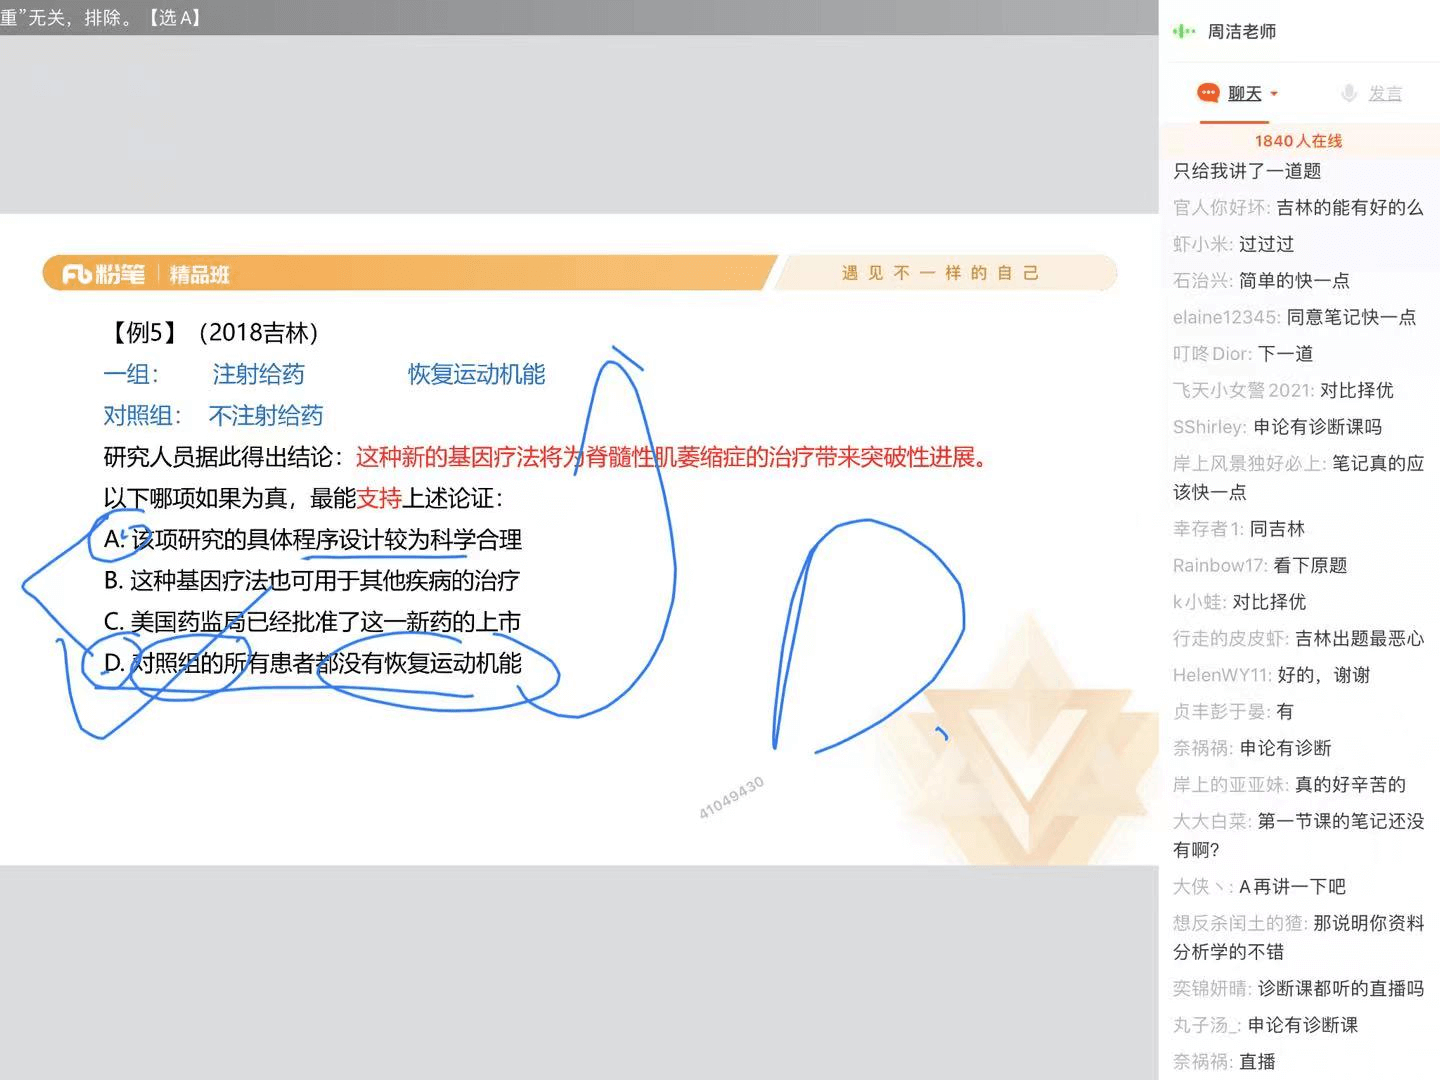 重”无关，排除。【选A】
粉笔 精品班
遇见不一样的自己
【例5】（2018吉林）
一组： 注射给药 恢复运动机能
对照组： 不注射给药
研究人员据此得出结论：这种新的基因疗法将为脊髓性肌萎缩症的治疗带来突破性进展。
以下哪项如果为真，最能支持上述论证：
A. 该项研究的具体程序设计较为科学合理
B. 这种基因疗法也可用于其他疾病的治疗
C. 美国药监局已经批准了这一新药的上市
D. 对照组的所有患者都没有恢复运动机能
D
41049430
周洁老师
聊天 发言
1840人在线
只给我讲了一道题
官人你好坏: 吉林的能有好的么
虾小米: 过过过
石治兴: 简单的快一点
elaine12345: 同意笔记快一点
叮咚Dior: 下一道
飞天小女警2021: 对比择优
SShirley: 申论有诊断课吗
岸上风景独好必上: 笔记真的应
该快一点
幸存者1: 同吉林
Rainbow17: 看下原题
k小蛙: 对比择优
行走的皮皮虾: 吉林出题最恶心
HelenWY11: 好的，谢谢
贞丰彭于晏: 有
奈祸祸: 申论有诊断
岸上的亚亚妹: 真的好辛苦的
大大白菜: 第一节课的笔记还没
有啊?
大侠丶: A再讲一下吧
想反杀闰土的猹: 那说明你资料
分析学的不错
奕锦妍晴: 诊断课都听的直播吗
丸子汤_: 申论有诊断课
奈祸祸: 直播